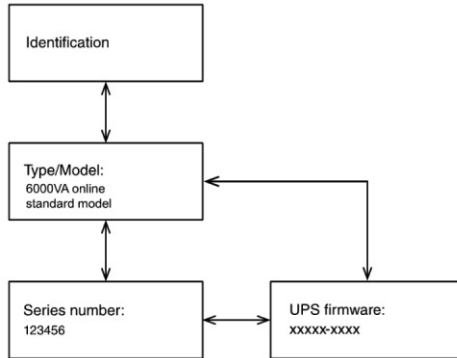 Identification
Type/Model:
6000VA online
standard model
Series number:
123456
UPS firmware:
xxxxx-xxxx